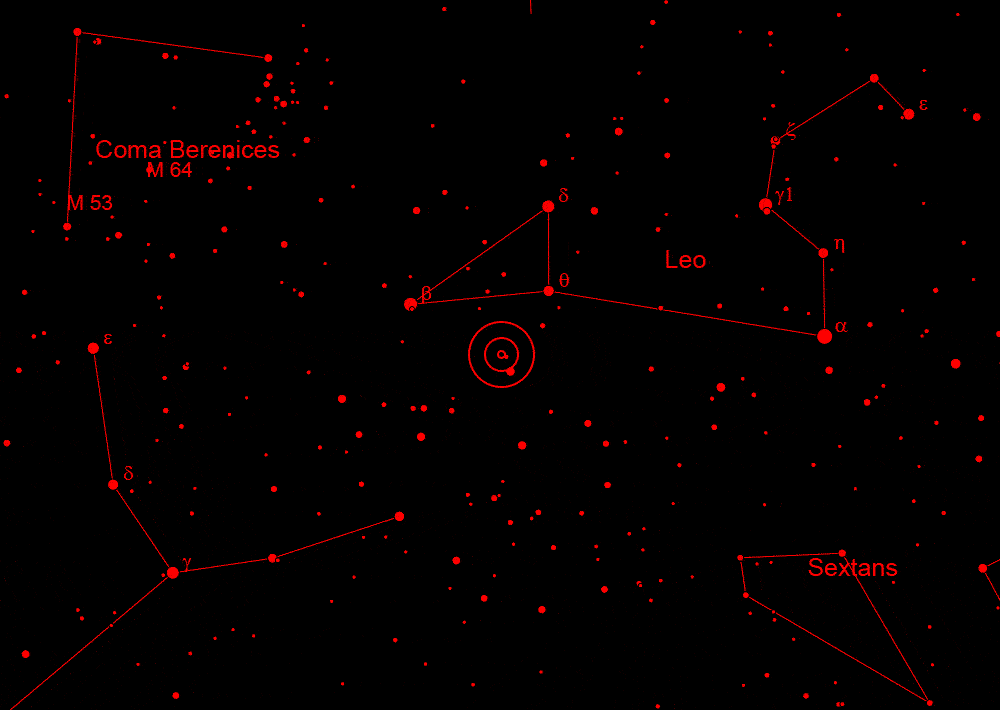 ε
ζ
Coma Berenices
M 64
δ
γ1
M 53
η
Leo
θ
β
α
ε
δ
γ
Sextans